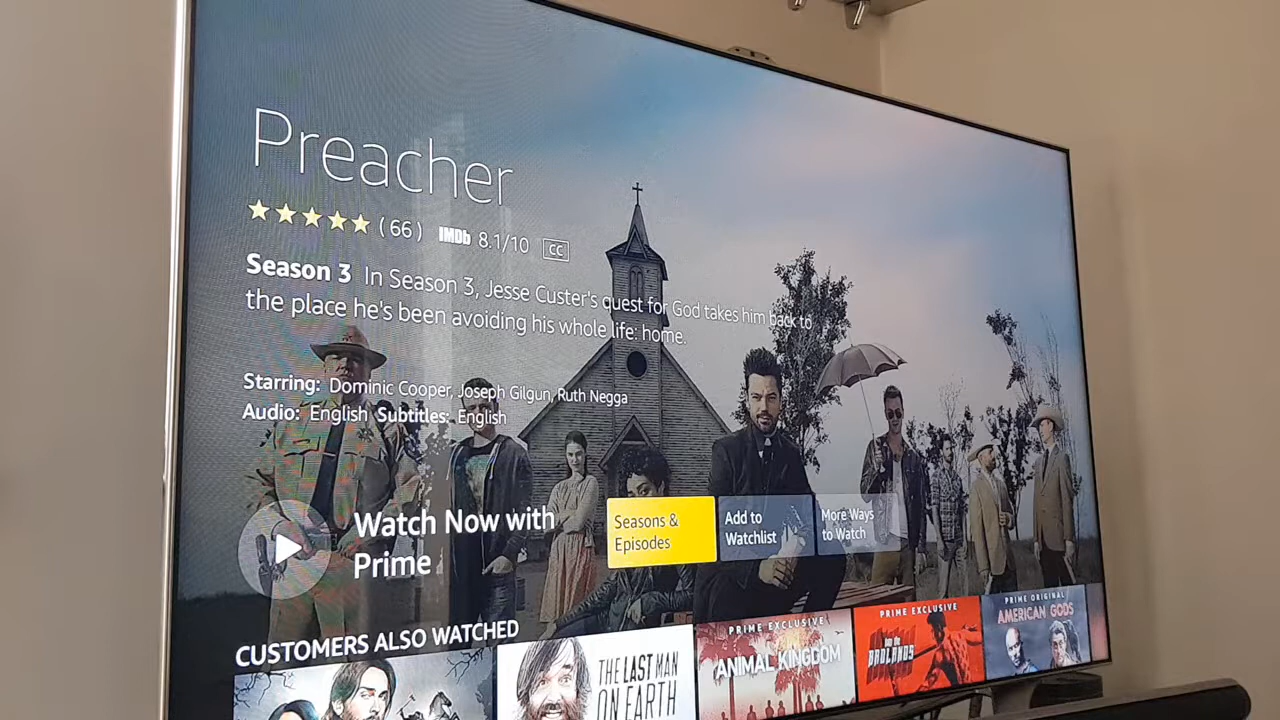 Preacher
( 66 ) IMDb 8.1/10 CC
Season 3 In Season 3, Jesse Custer's quest for God takes him back to
the place he's been avoiding his whole life: home.
Starring: Dominic Cooper, Joseph Gilgun, Ruth Negga
Audio: English Subtitles: English
Watch Now with
Prime
Seasons &
Episodes
Add to
Watchlist
More Ways
to Watch
CUSTOMERS ALSO WATCHED
THE LAST MAN
ON EARTH
PRIME EXCLUSIVE
ANIMAL KINGDOM
PRIME EXCLUSIVE
into the
BADLANDS
PRIME ORIGINAL
AMERICAN GODS